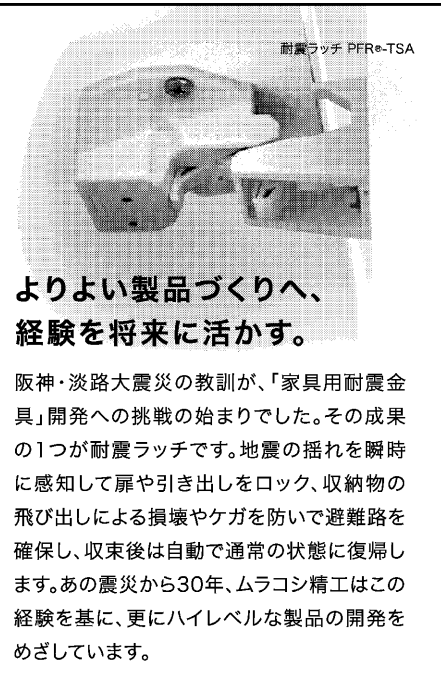 耐震ラッチ PFR®-TSA
よりよい製品づくりへ、
経験を将来に活かす。
阪神・淡路大震災の教訓が、「家具用耐震金
具」開発への挑戦の始まりでした。その成果
の1つが耐震ラッチです。地震の揺れを瞬時
に感知して扉や引き出しをロック、収納物の
飛び出しによる損壊やケガを防いで避難路を
確保し、収束後は自動で通常の状態に復帰し
ます。あの震災から30年、ムラコシ精工はこの
経験を基に、更にハイレベルな製品の開発を
めざしています。